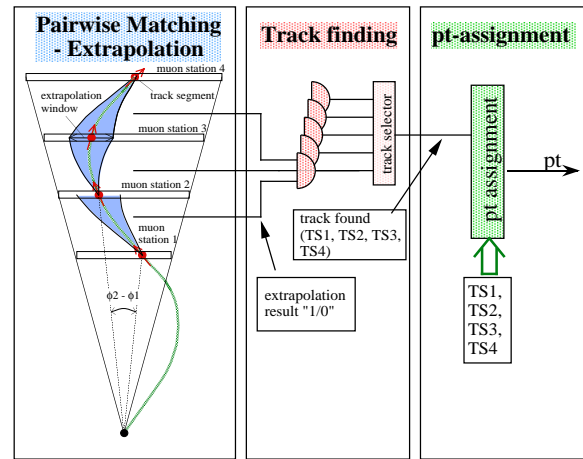 Pairwise Matching
- Extrapolation
muon station 4
extrapolation
window
track segment
muon station 3
muon station 2
muon
station 1
ϕ2 - ϕ1
Track finding
track selector
track found
(TS1, TS2, TS3,
TS4)
extrapolation
result "1/0"
pt-assignment
pt assignment
pt
TS1,
TS2,
TS3,
TS4